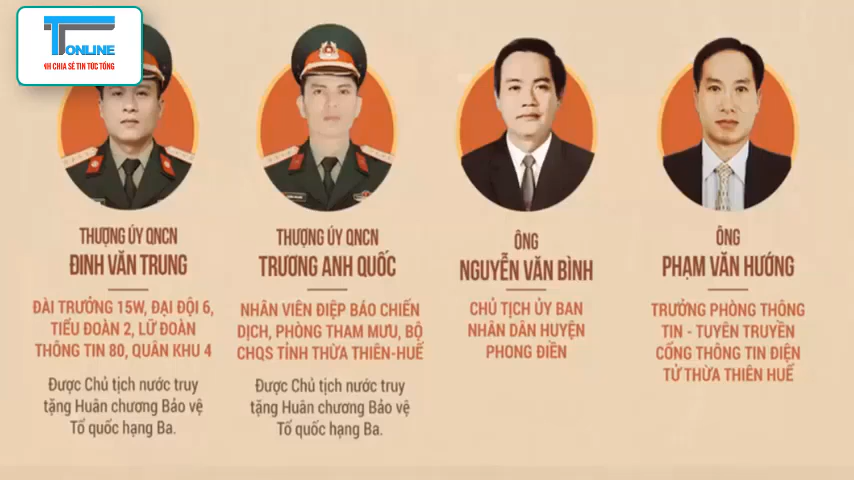 T
ONLINE
NH CHIA SẺ TIN TỨC TỔNG
THƯỢNG ÚY QNCN
ĐINH VĂN TRUNG
ĐÀI TRƯỞNG 15W, ĐẠI ĐỘI 6,
TIỂU ĐOÀN 2, LỮ ĐOÀN
THÔNG TIN 80, QUÂN KHU 4
Được Chủ tịch nước truy
tặng Huân chương Bảo vệ
Tổ quốc hạng Ba.
THƯỢNG ÚY QNCN
TRƯƠNG ANH QUỐC
NHÂN VIÊN ĐIỆP BÁO CHIẾN
DỊCH, PHÒNG THAM MƯU, BỘ
CHQS TỈNH THỪA THIÊN-HUẾ
Được Chủ tịch nước truy
tặng Huân chương Bảo vệ
Tổ quốc hạng Ba.
ÔNG
NGUYỄN VĂN BÌNH
CHỦ TỊCH ỦY BAN
NHÂN DÂN HUYỆN
PHONG ĐIỀN
ÔNG
PHẠM VĂN HƯỚNG
TRƯỞNG PHÒNG THÔNG
TIN - TUYÊN TRUYỀN
CỔNG THÔNG TIN ĐIỆN
TỬ THỪA THIÊN HUẾ